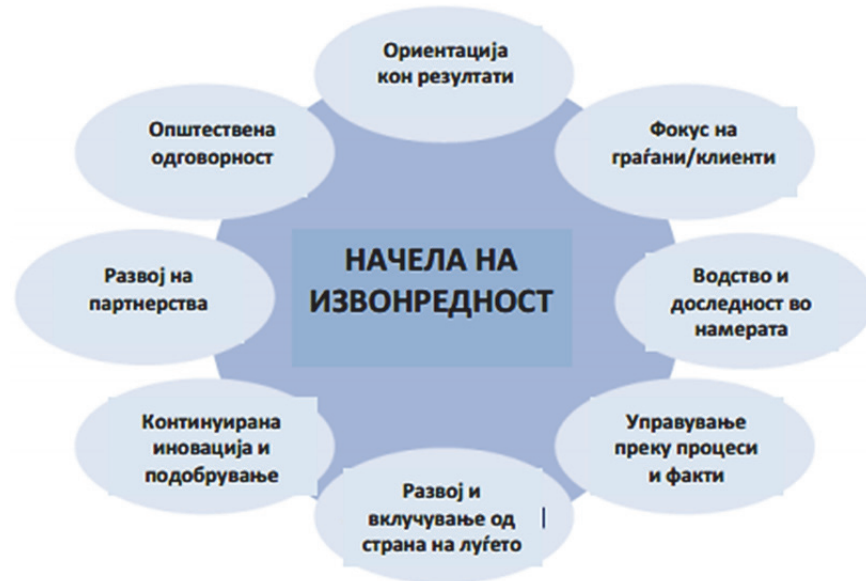 Ориентација
кон резултати
Фокус на
граѓани/клиенти
Водство и
доследност во
намерата
Управување
преку процеси
и факти
Развој и
вклучување од
страна на луѓето
Континуирана
иновација и
подобрување
Развој на
партнерства
Општествена
одговорност
НАЧЕЛА НА
ИЗВОНРЕДНОСТ